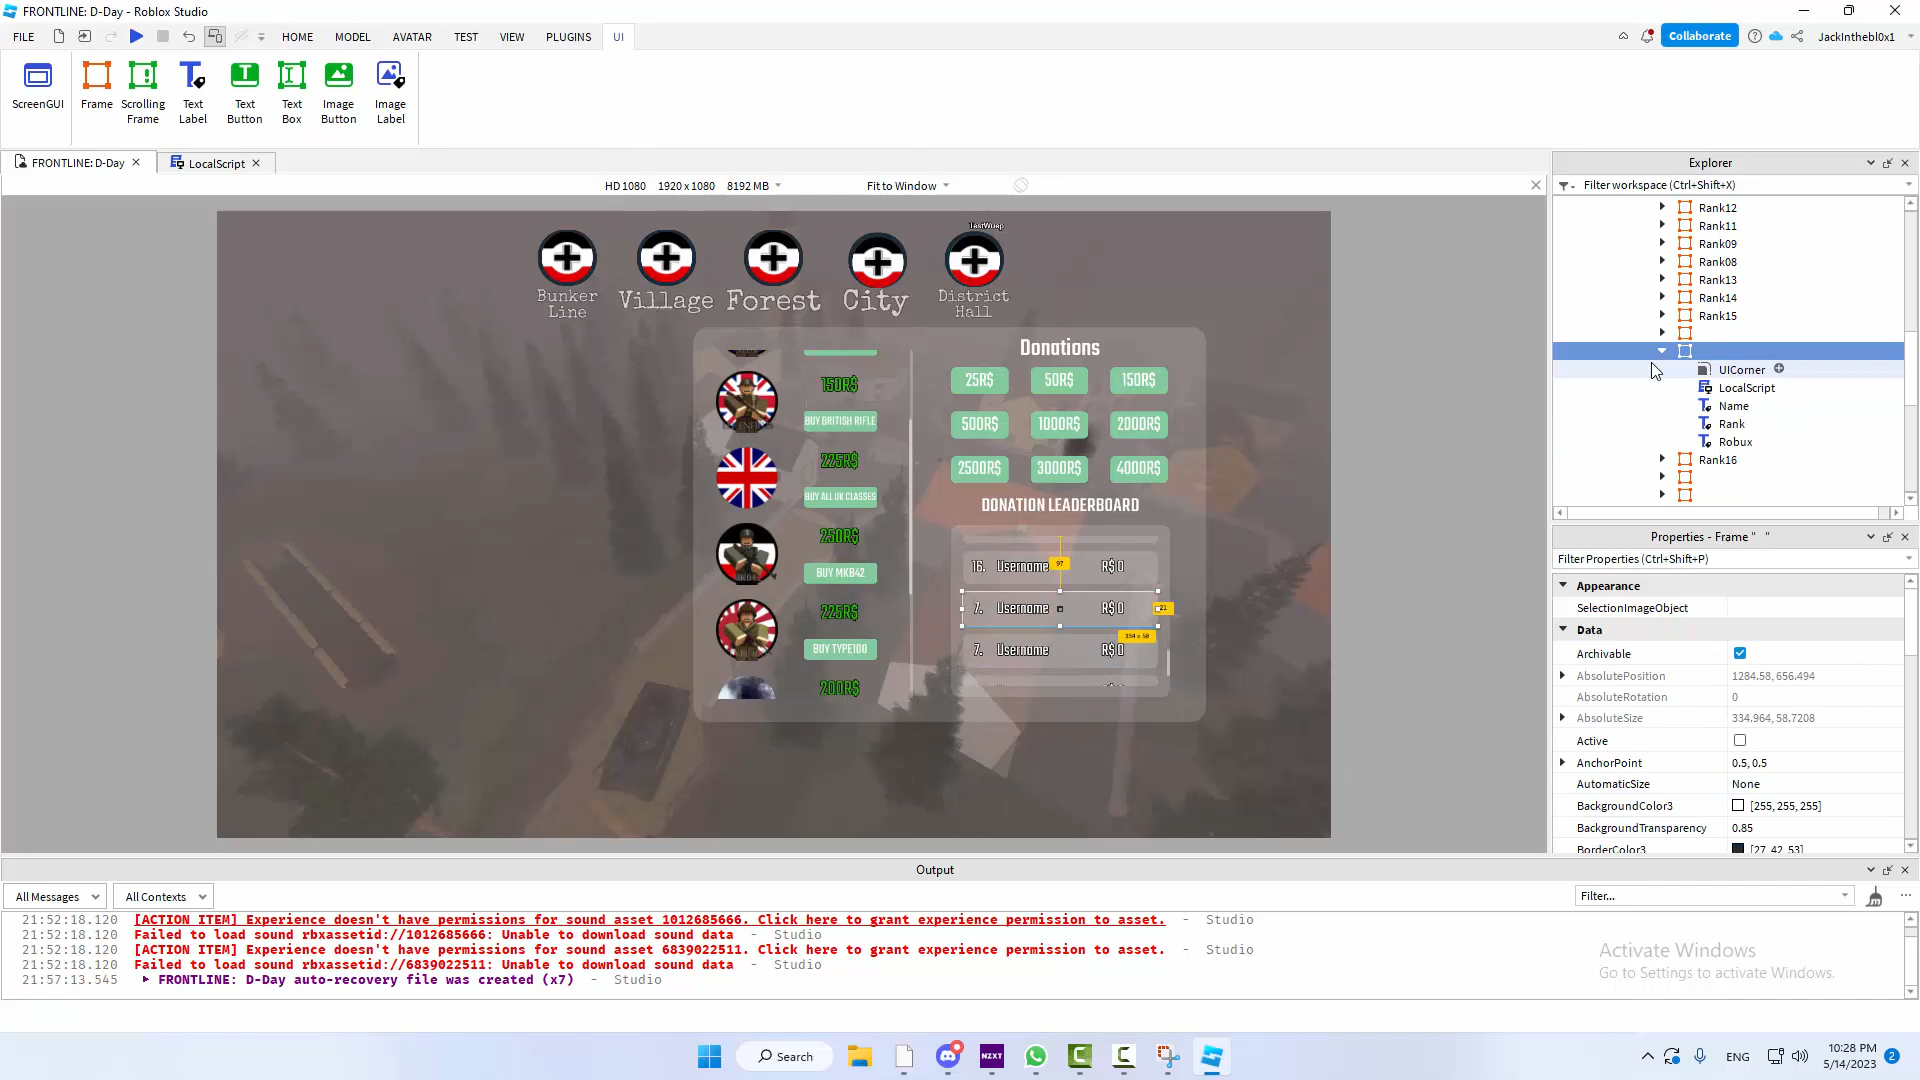 FRONTLINE: D-Day - Roblox Studio
FILE HOME MODEL AVATAR TEST VIEW PLUGINS UI Collaborate JackInthebl0x1
ScreenGUI Frame Scrolling Frame Text Label Text Button Text Box Image Button Image Label
FRONTLINE: D-Day LocalScript
HD 1080 1920 x 1080 8192 MB Fit to Window
TestWrap
Bunker Line
Village
Forest
City
District Hall
150R$
BUY BRITISH RIFLE
225R$
BUY ALL UK CLASSES
250R$
BUY MKB42
225R$
BUY TYPE100
200R$
Donations
25R$ 50R$ 150R$
500R$ 1000R$ 2000R$
2500R$ 3000R$ 4000R$
DONATION LEADERBOARD
16. Username R$ 0
97
7. Username R$ 0
21
334 x 58
7. Username R$ 0
Explorer
Filter workspace (Ctrl+Shift+X)
Rank12
Rank11
Rank09
Rank08
Rank13
Rank14
Rank15
UICorner
LocalScript
Name
Rank
Robux
Rank16
Properties - Frame " "
Filter Properties (Ctrl+Shift+P)
Appearance
SelectionImageObject
Data
Archivable
AbsolutePosition 1284.58, 656.494
AbsoluteRotation 0
AbsoluteSize 334.964, 58.7208
Active
AnchorPoint 0.5, 0.5
AutomaticSize None
BackgroundColor3 [255, 255, 255]
BackgroundTransparency 0.85
BorderColor3 [27, 42, 53]
Output
All Messages All Contexts Filter...
21:52:18.120 [ACTION ITEM] Experience doesn't have permissions for sound asset 1012685666. Click here to grant experience permission to asset. - Studio
21:52:18.120 Failed to load sound rbxassetid://1012685666: Unable to download sound data - Studio
21:52:18.120 [ACTION ITEM] Experience doesn't have permissions for sound asset 6839022511. Click here to grant experience permission to asset. - Studio
21:52:18.120 Failed to load sound rbxassetid://6839022511: Unable to download sound data - Studio
21:57:13.545 FRONTLINE: D-Day auto-recovery file was created (x7) - Studio
Activate Windows
Go to Settings to activate Windows.
Search
NZXT
ENG
10:28 PM
5/14/2023
2